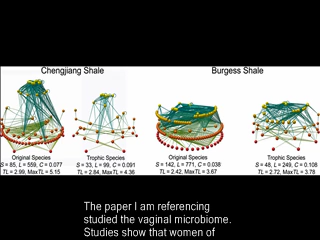 Chengjiang Shale
Burgess Shale
Original Species
S = 85, L = 559, C = 0.077
TL = 2.99, MaxTL = 5.15
Trophic Species
S = 33, L = 99, C = 0.091
TL = 2.84, MaxTL = 4.36
Original Species
S = 142, L = 771, C = 0.038
TL = 2.42, MaxTL = 3.67
Trophic Species
S = 48, L = 249, C = 0.108
TL = 2.72, MaxTL = 3.78
The paper I am referencing
studied the vaginal microbiome.
Studies show that women of